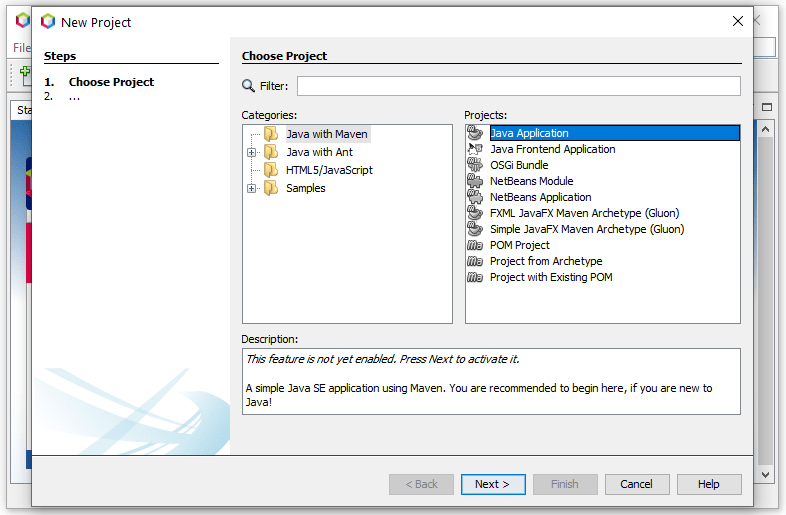 New Project
File
Sta
Steps
1. Choose Project
2. ...
Choose Project
Filter:
Categories:
Java with Maven
Java with Ant
HTML5/JavaScript
Samples
Projects:
Java Application
Java Frontend Application
OSGi Bundle
NetBeans Module
NetBeans Application
FXML JavaFX Maven Archetype (Gluon)
Simple JavaFX Maven Archetype (Gluon)
POM Project
Project from Archetype
Project with Existing POM
Description:
This feature is not yet enabled. Press Next to activate it.
A simple Java SE application using Maven. You are recommended to begin here, if you are new to
Java!
< Back
Next >
Finish
Cancel
Help